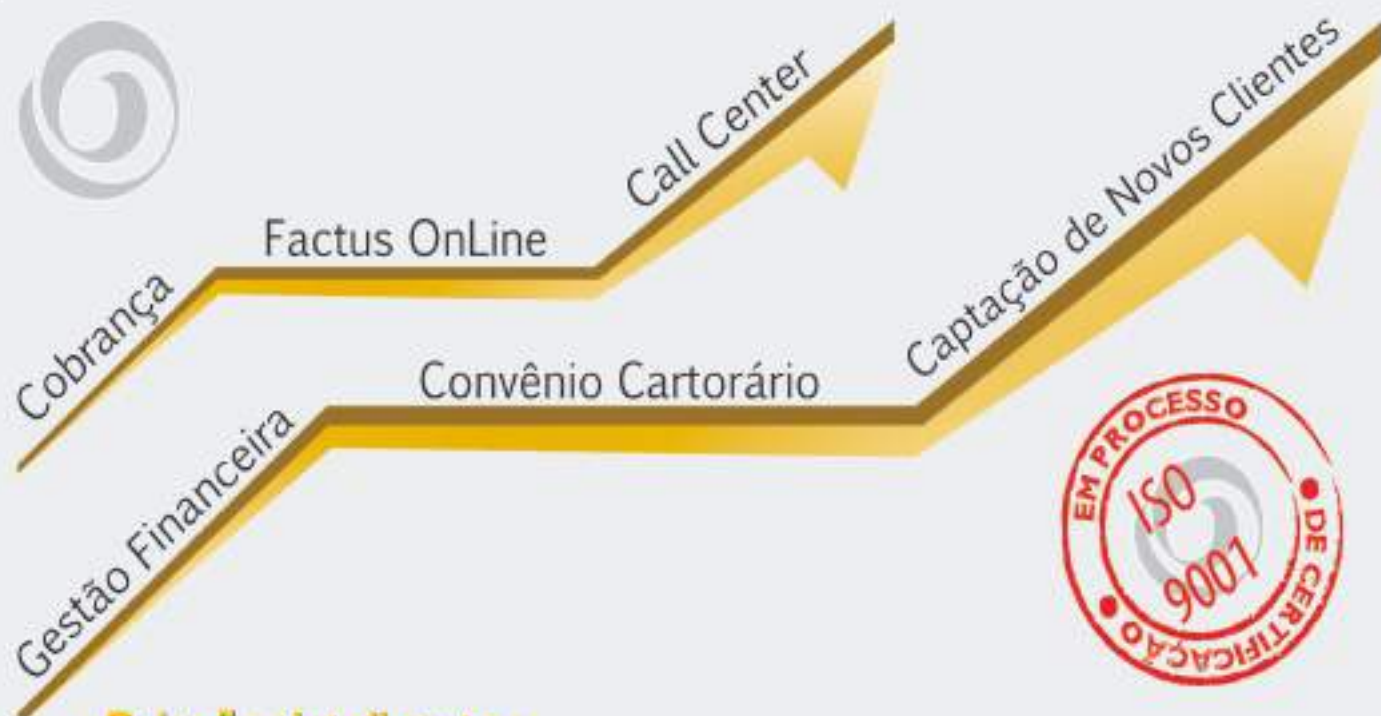 Call Center
Factus OnLine
Cobrança
Captação de Novos Clientes
Convênio Cartorário
Gestão Financeira
EM PROCESSO
DE CERTIFICAÇÃO
ISO
9001